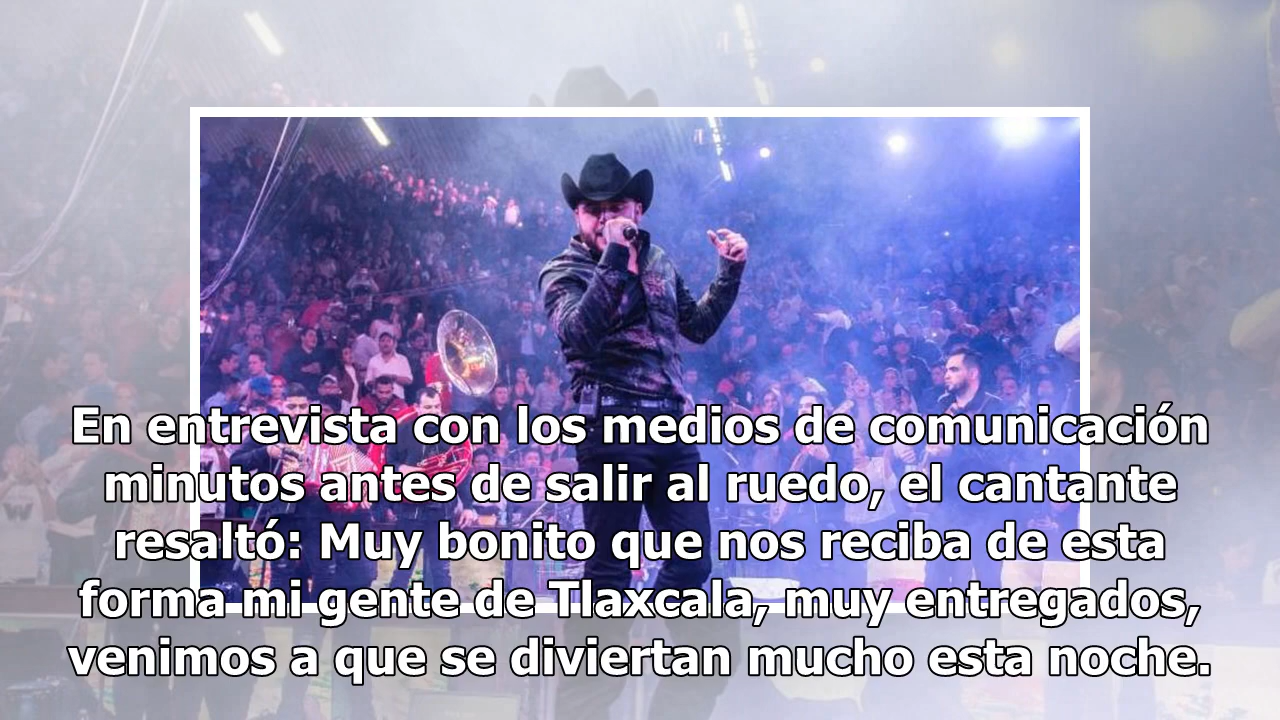 En entrevista con los medios de comunicación
minutos antes de salir al ruedo, el cantante
resaltó: Muy bonito que nos reciba de esta
forma mi gente de Tlaxcala, muy entregados,
venimos a que se diviertan mucho esta noche.